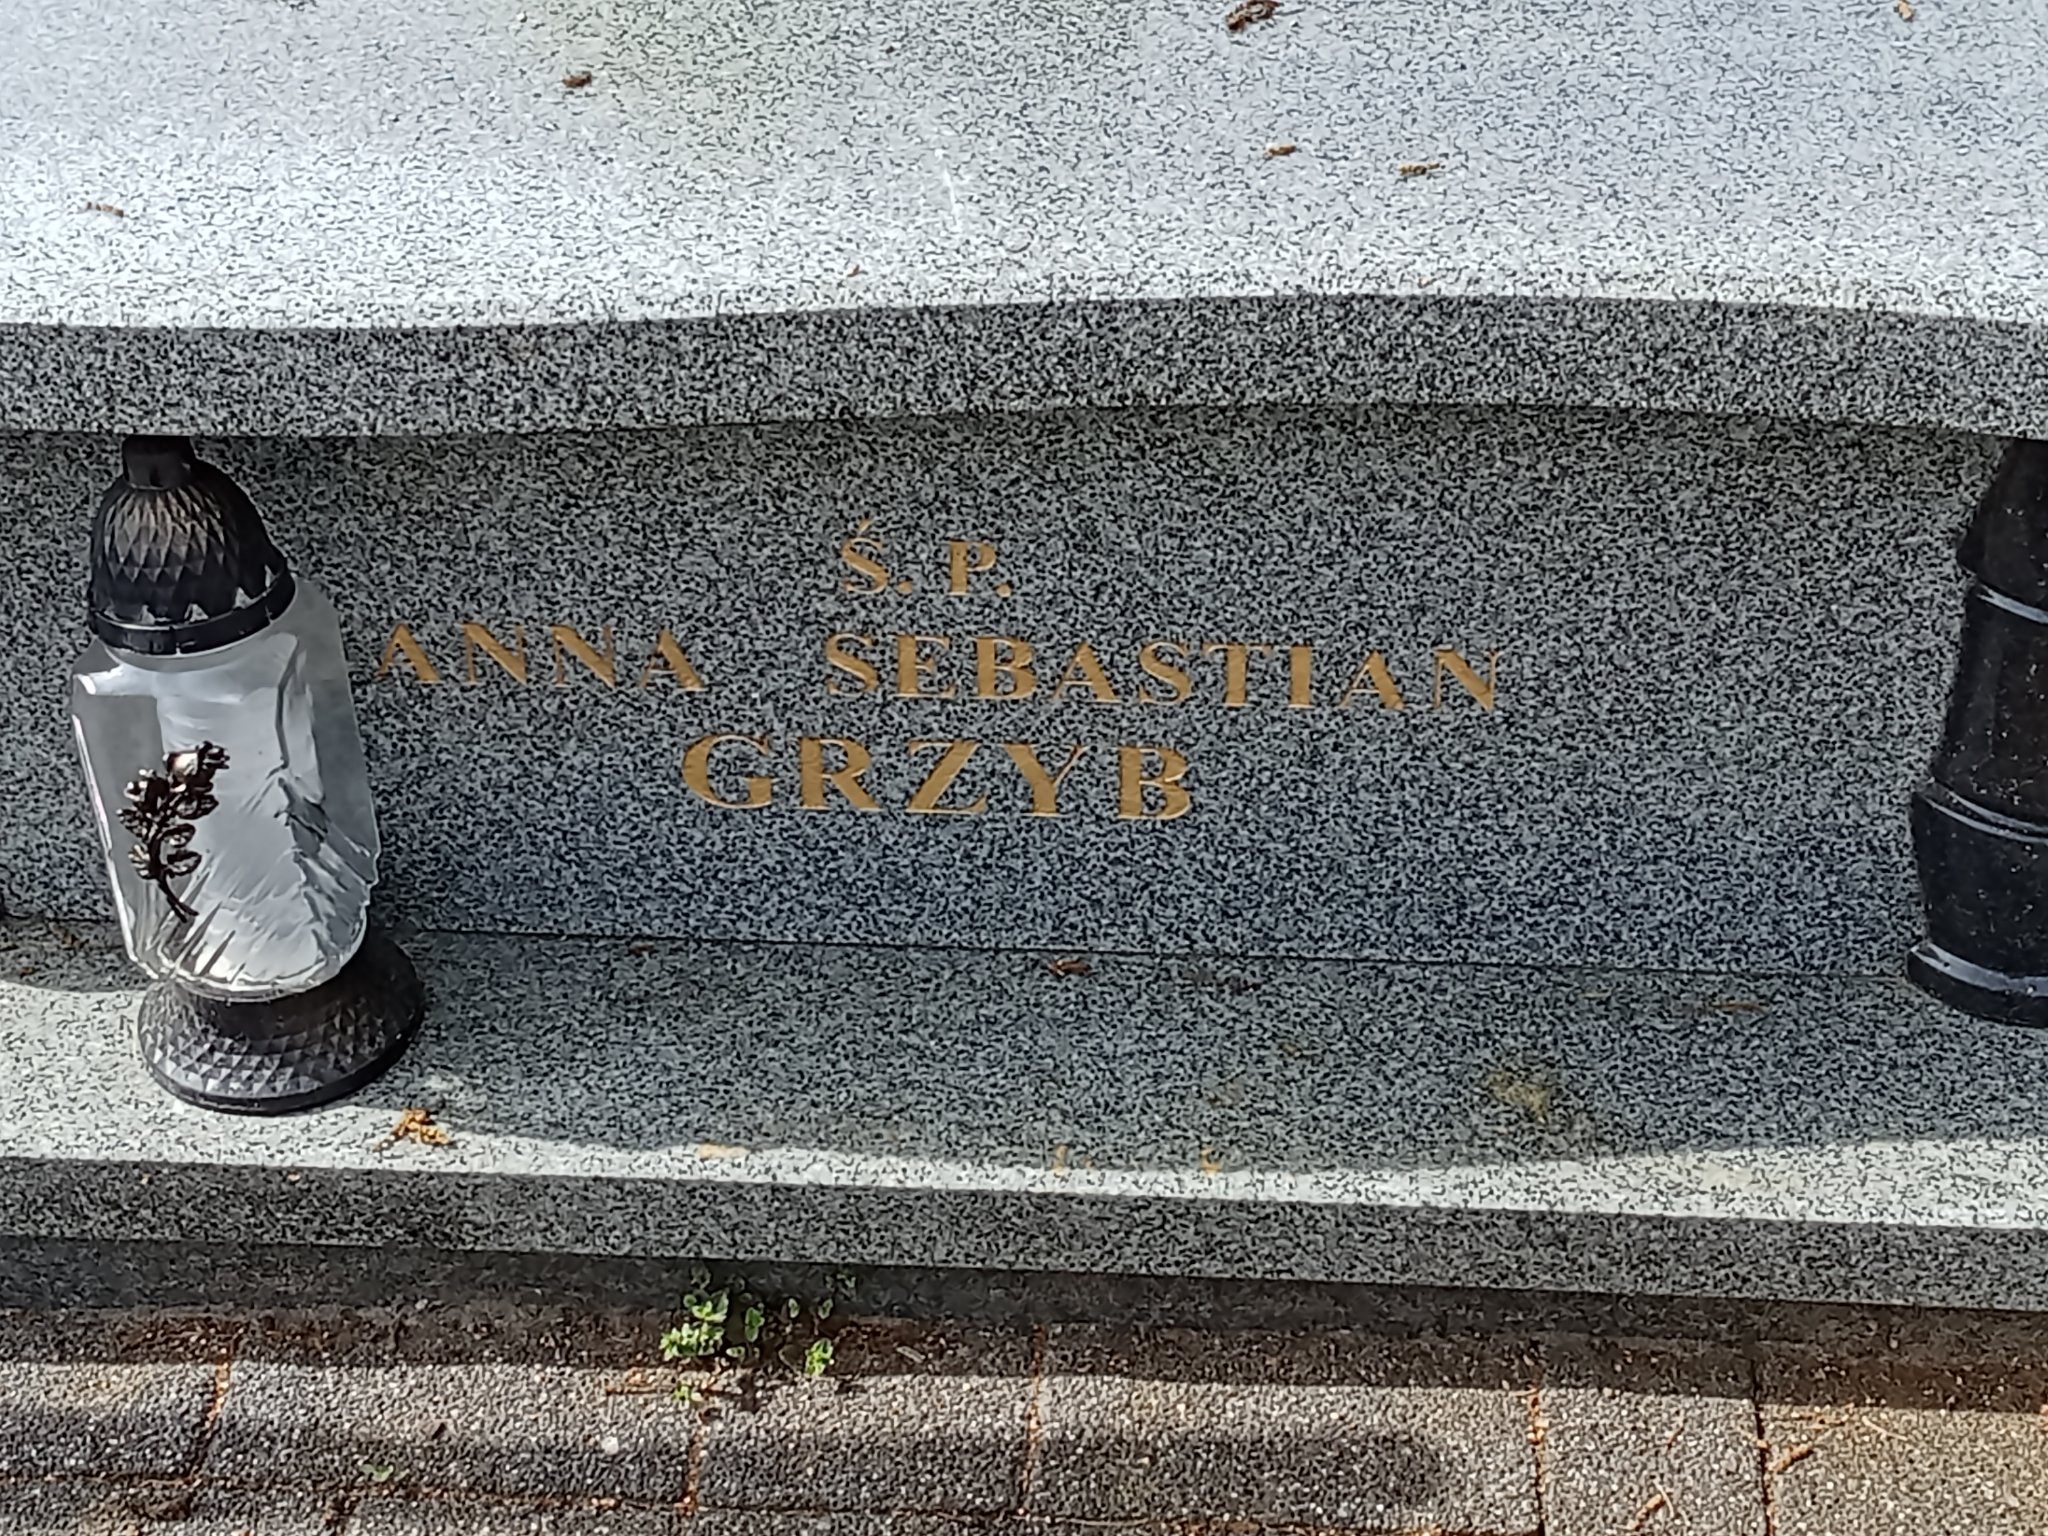 Ś. P.
ANNA SEBASTIAN
GRZYB